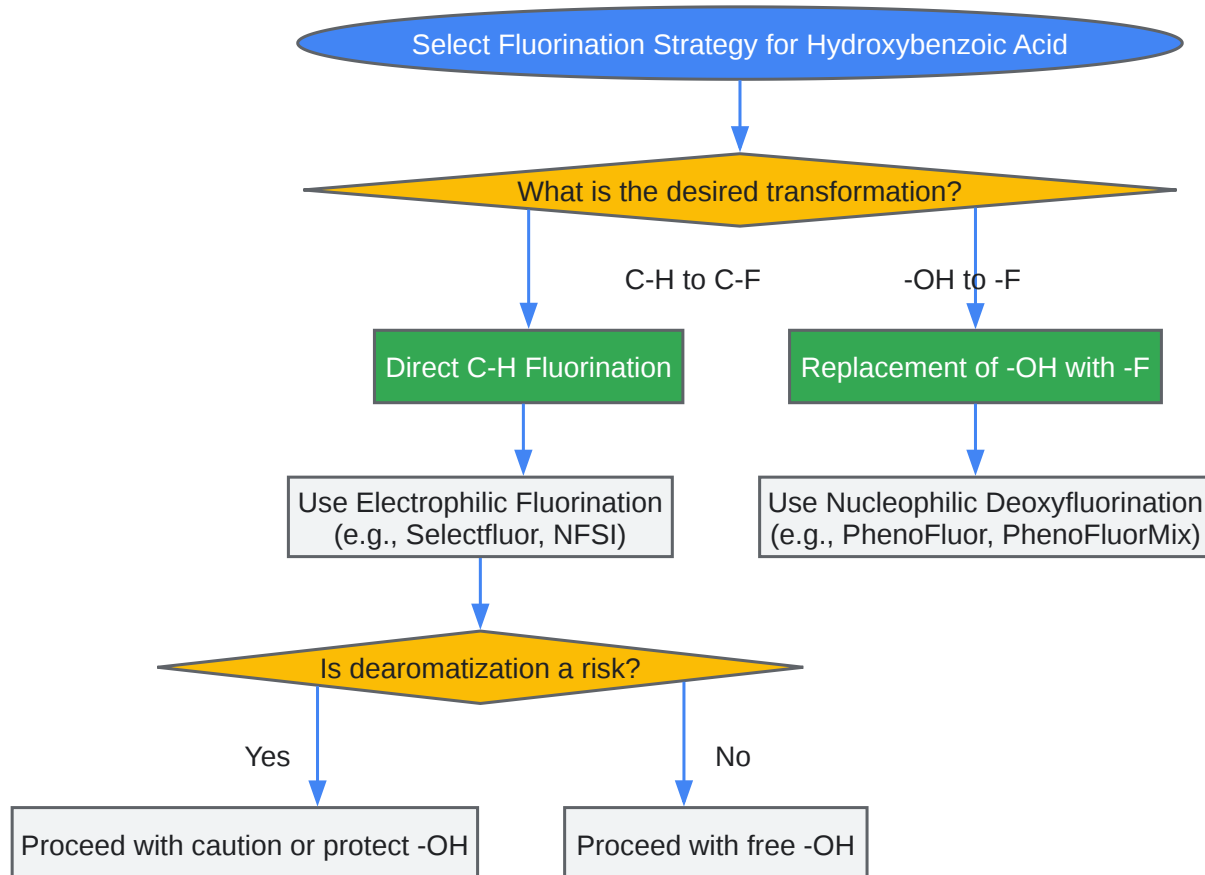 Select Fluorination Strategy for Hydroxybenzoic Acid
What is the desired transformation?
C-H to C-F
-OH to -F
Direct C-H Fluorination
Replacement of -OH with -F
Use Electrophilic Fluorination
(e.g., Selectfluor, NFSI)
Use Nucleophilic Deoxyfluorination
(e.g., PhenoFluor, PhenoFluorMix)
Is dearomatization a risk?
Yes
No
Proceed with caution or protect -OH
Proceed with free -OH